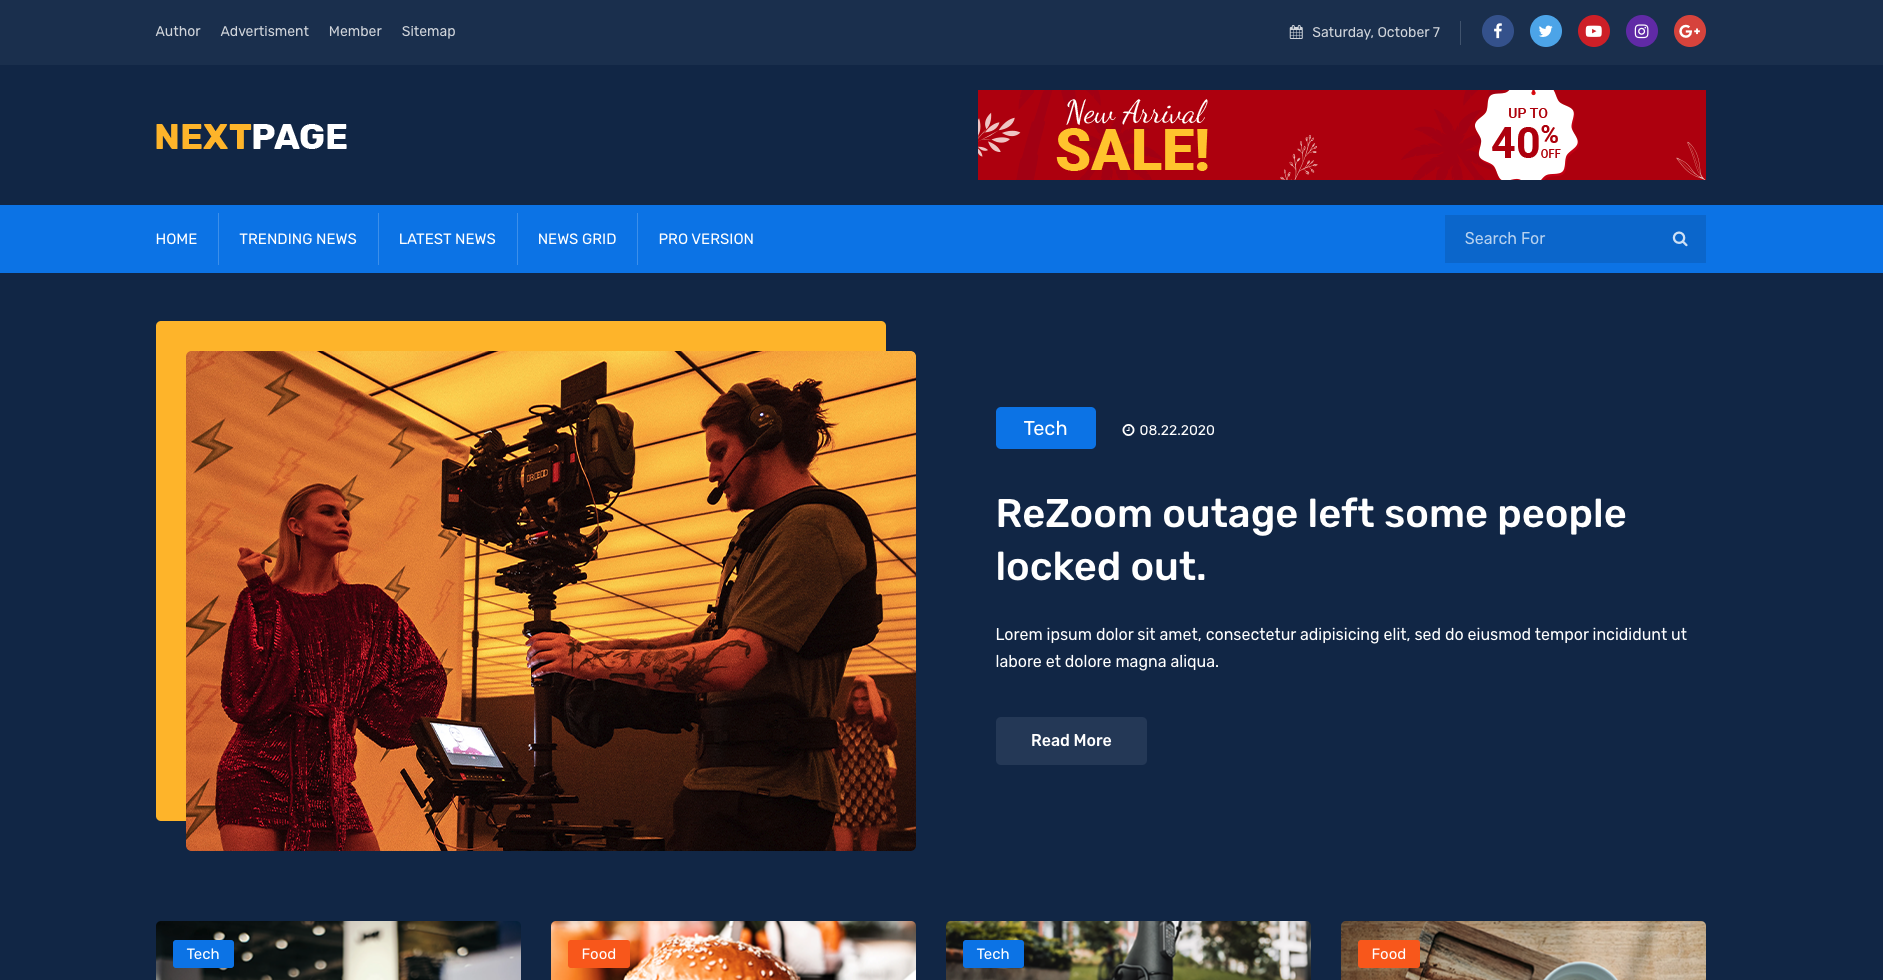 Author Advertisment Member Sitemap
Saturday, October 7
NEXTPAGE
New Arrival
SALE!
UP TO
40%
OFF
HOME TRENDING NEWS LATEST NEWS NEWS GRID PRO VERSION
Search For
Tech 08.22.2020
ReZoom outage left some people
locked out.
Lorem ipsum dolor sit amet, consectetur adipisicing elit, sed do eiusmod tempor incididunt ut
labore et dolore magna aliqua.
Read More
Tech Food Tech Food